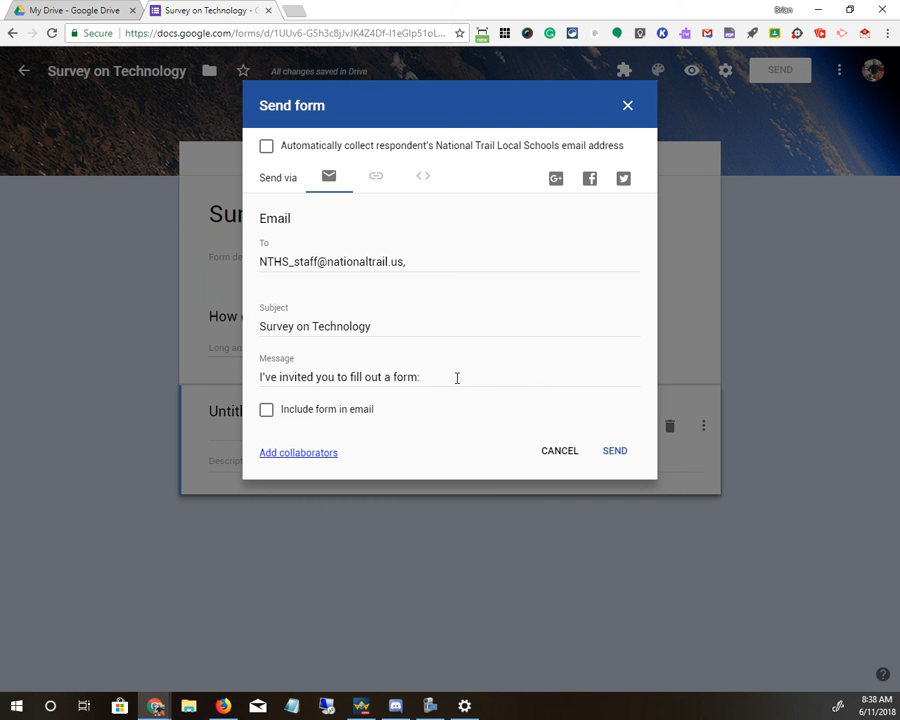 My Drive - Google Drive
Survey on Technology - G
Brian
Secure
https://docs.google.com/forms/d/1UUv6-G5h3c8jJvJK4Z4Df-I1eGIp51oL...
Survey on Technology
All changes saved in Drive
SEND
Send form
Automatically collect respondent's National Trail Local Schools email address
Send via
Sur
Email
Form de
To
NTHS_staff@nationaltrail.us,
Subject
How
Survey on Technology
Long an
Message
I've invited you to fill out a form:
Include form in email
Untitl
Add collaborators
CANCEL
SEND
Descript
8:38 AM
6/11/2018